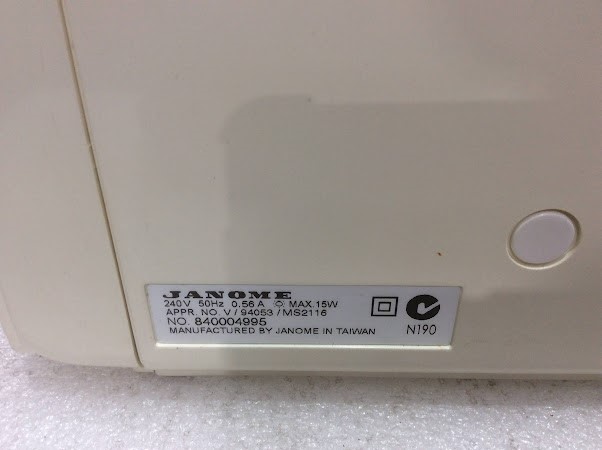 JANOME
240V 50Hz 0.56A MAX.15W
APPR. NO. V / 94053 / MS2116
NO. 840004995
MANUFACTURED BY JANOME IN TAIWAN
N190